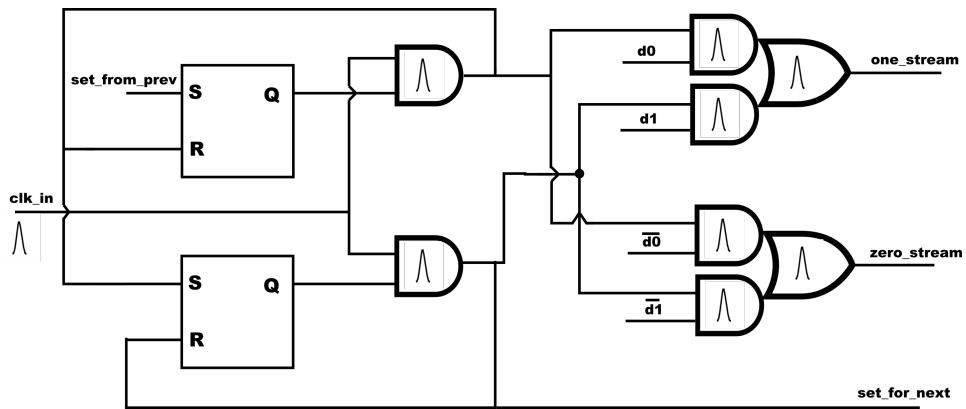 one_stream
d0
set_from_prev
S
Q
d1
R
clk_in
d0
zero_stream
S
Q
d1
R
set_for_next